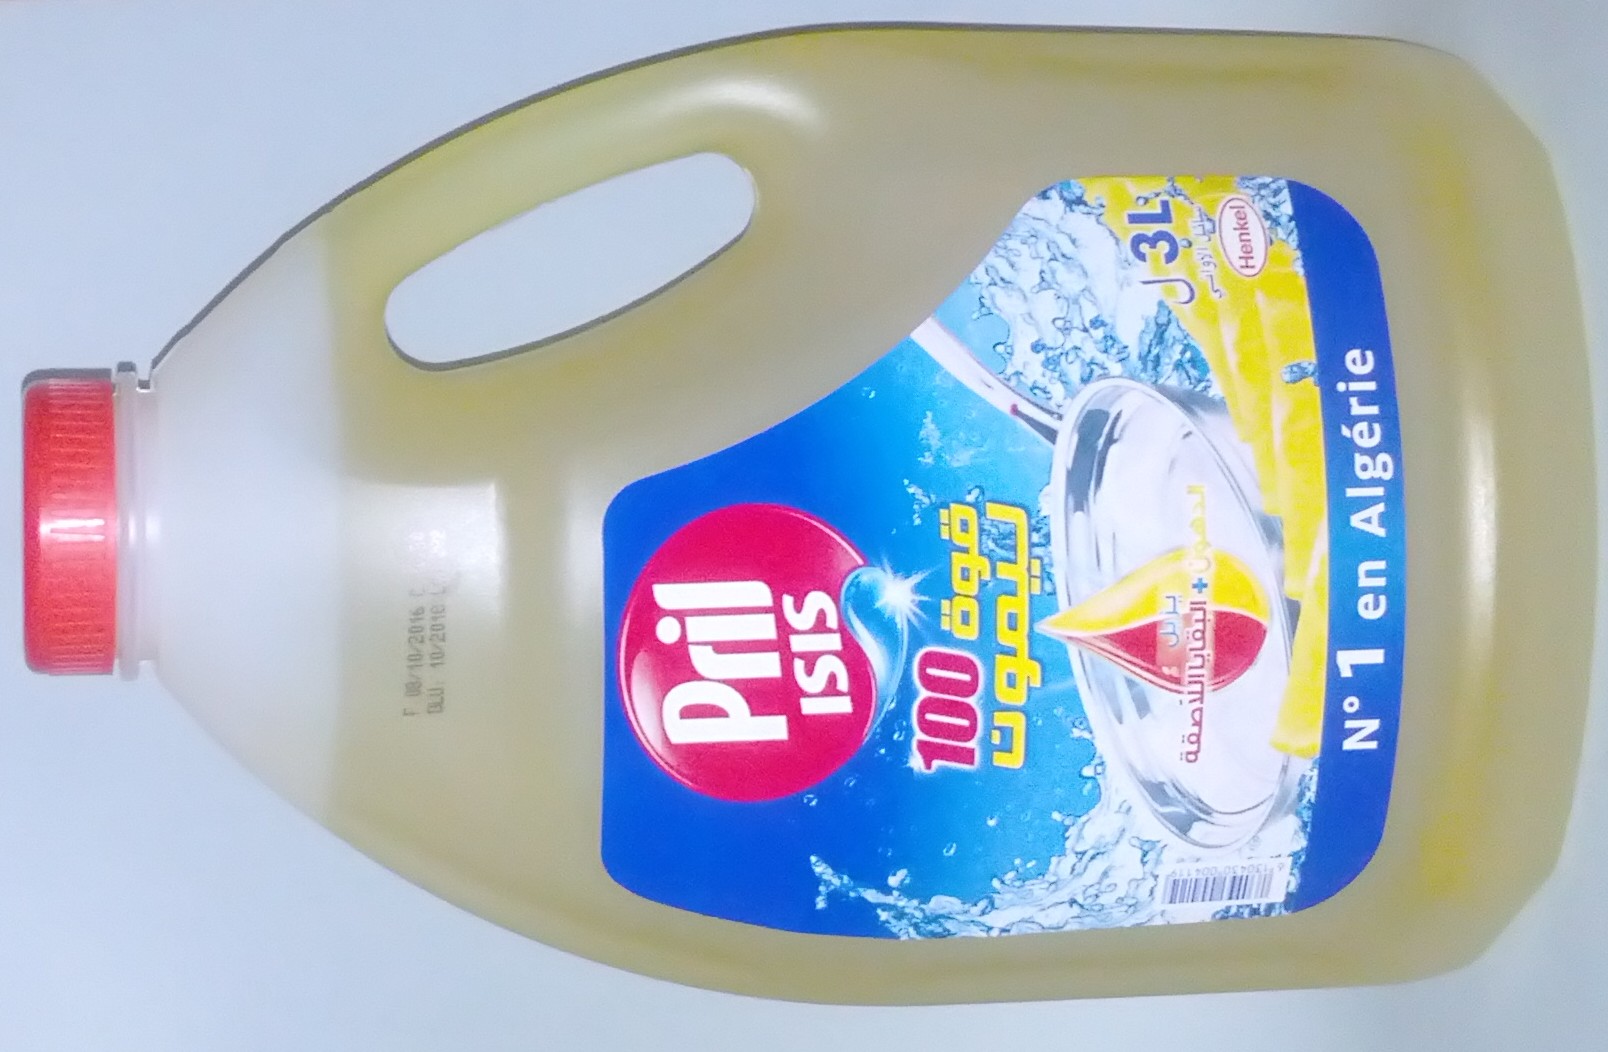 F 08/10/2016
DLU: 10/2018
Pril
ISIS
قوة 100
ليمون
يزيل
الدهون + البقايا اللاصقة
3L ل
سائل الأواني
Henkel
N° 1 en Algérie